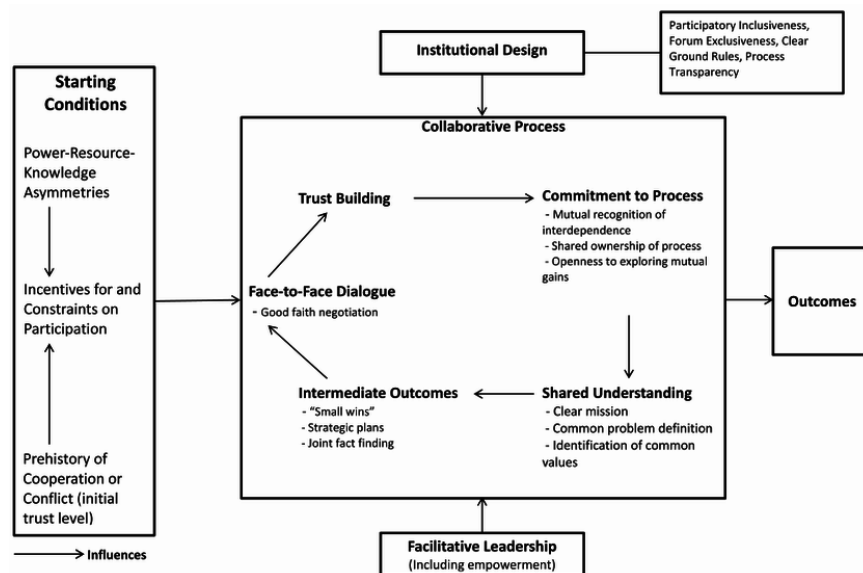 Starting
Conditions
Power-Resource-
Knowledge
Asymmetries
Incentives for and
Constraints on
Participation
Prehistory of
Cooperation or
Conflict (initial
trust level)
Influences
Institutional Design
Participatory Inclusiveness,
Forum Exclusiveness, Clear
Ground Rules, Process
Transparency
Collaborative Process
Trust Building
Commitment to Process
- Mutual recognition of
interdependence
- Shared ownership of process
- Openness to exploring mutual
gains
Face-to-Face Dialogue
- Good faith negotiation
Intermediate Outcomes
- "Small wins"
- Strategic plans
- Joint fact finding
Shared Understanding
- Clear mission
- Common problem definition
- Identification of common
values
Outcomes
Facilitative Leadership
(Including empowerment)